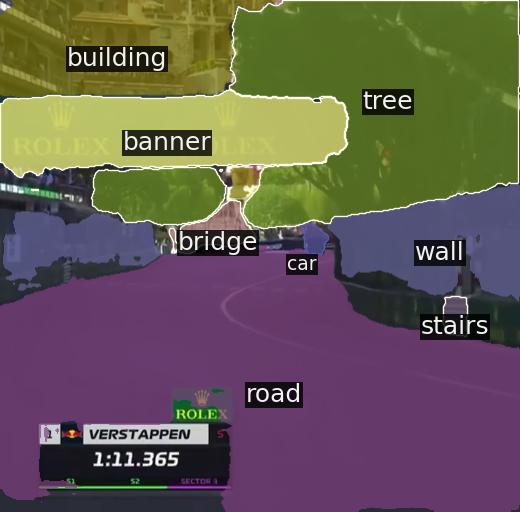 building
tree
ROLEX
banner
ROLEX
bridge
car
wall
stairs
road
ROLEX
1 VERSTAPPEN
1:11.365
S1 S2 SECTOR 3